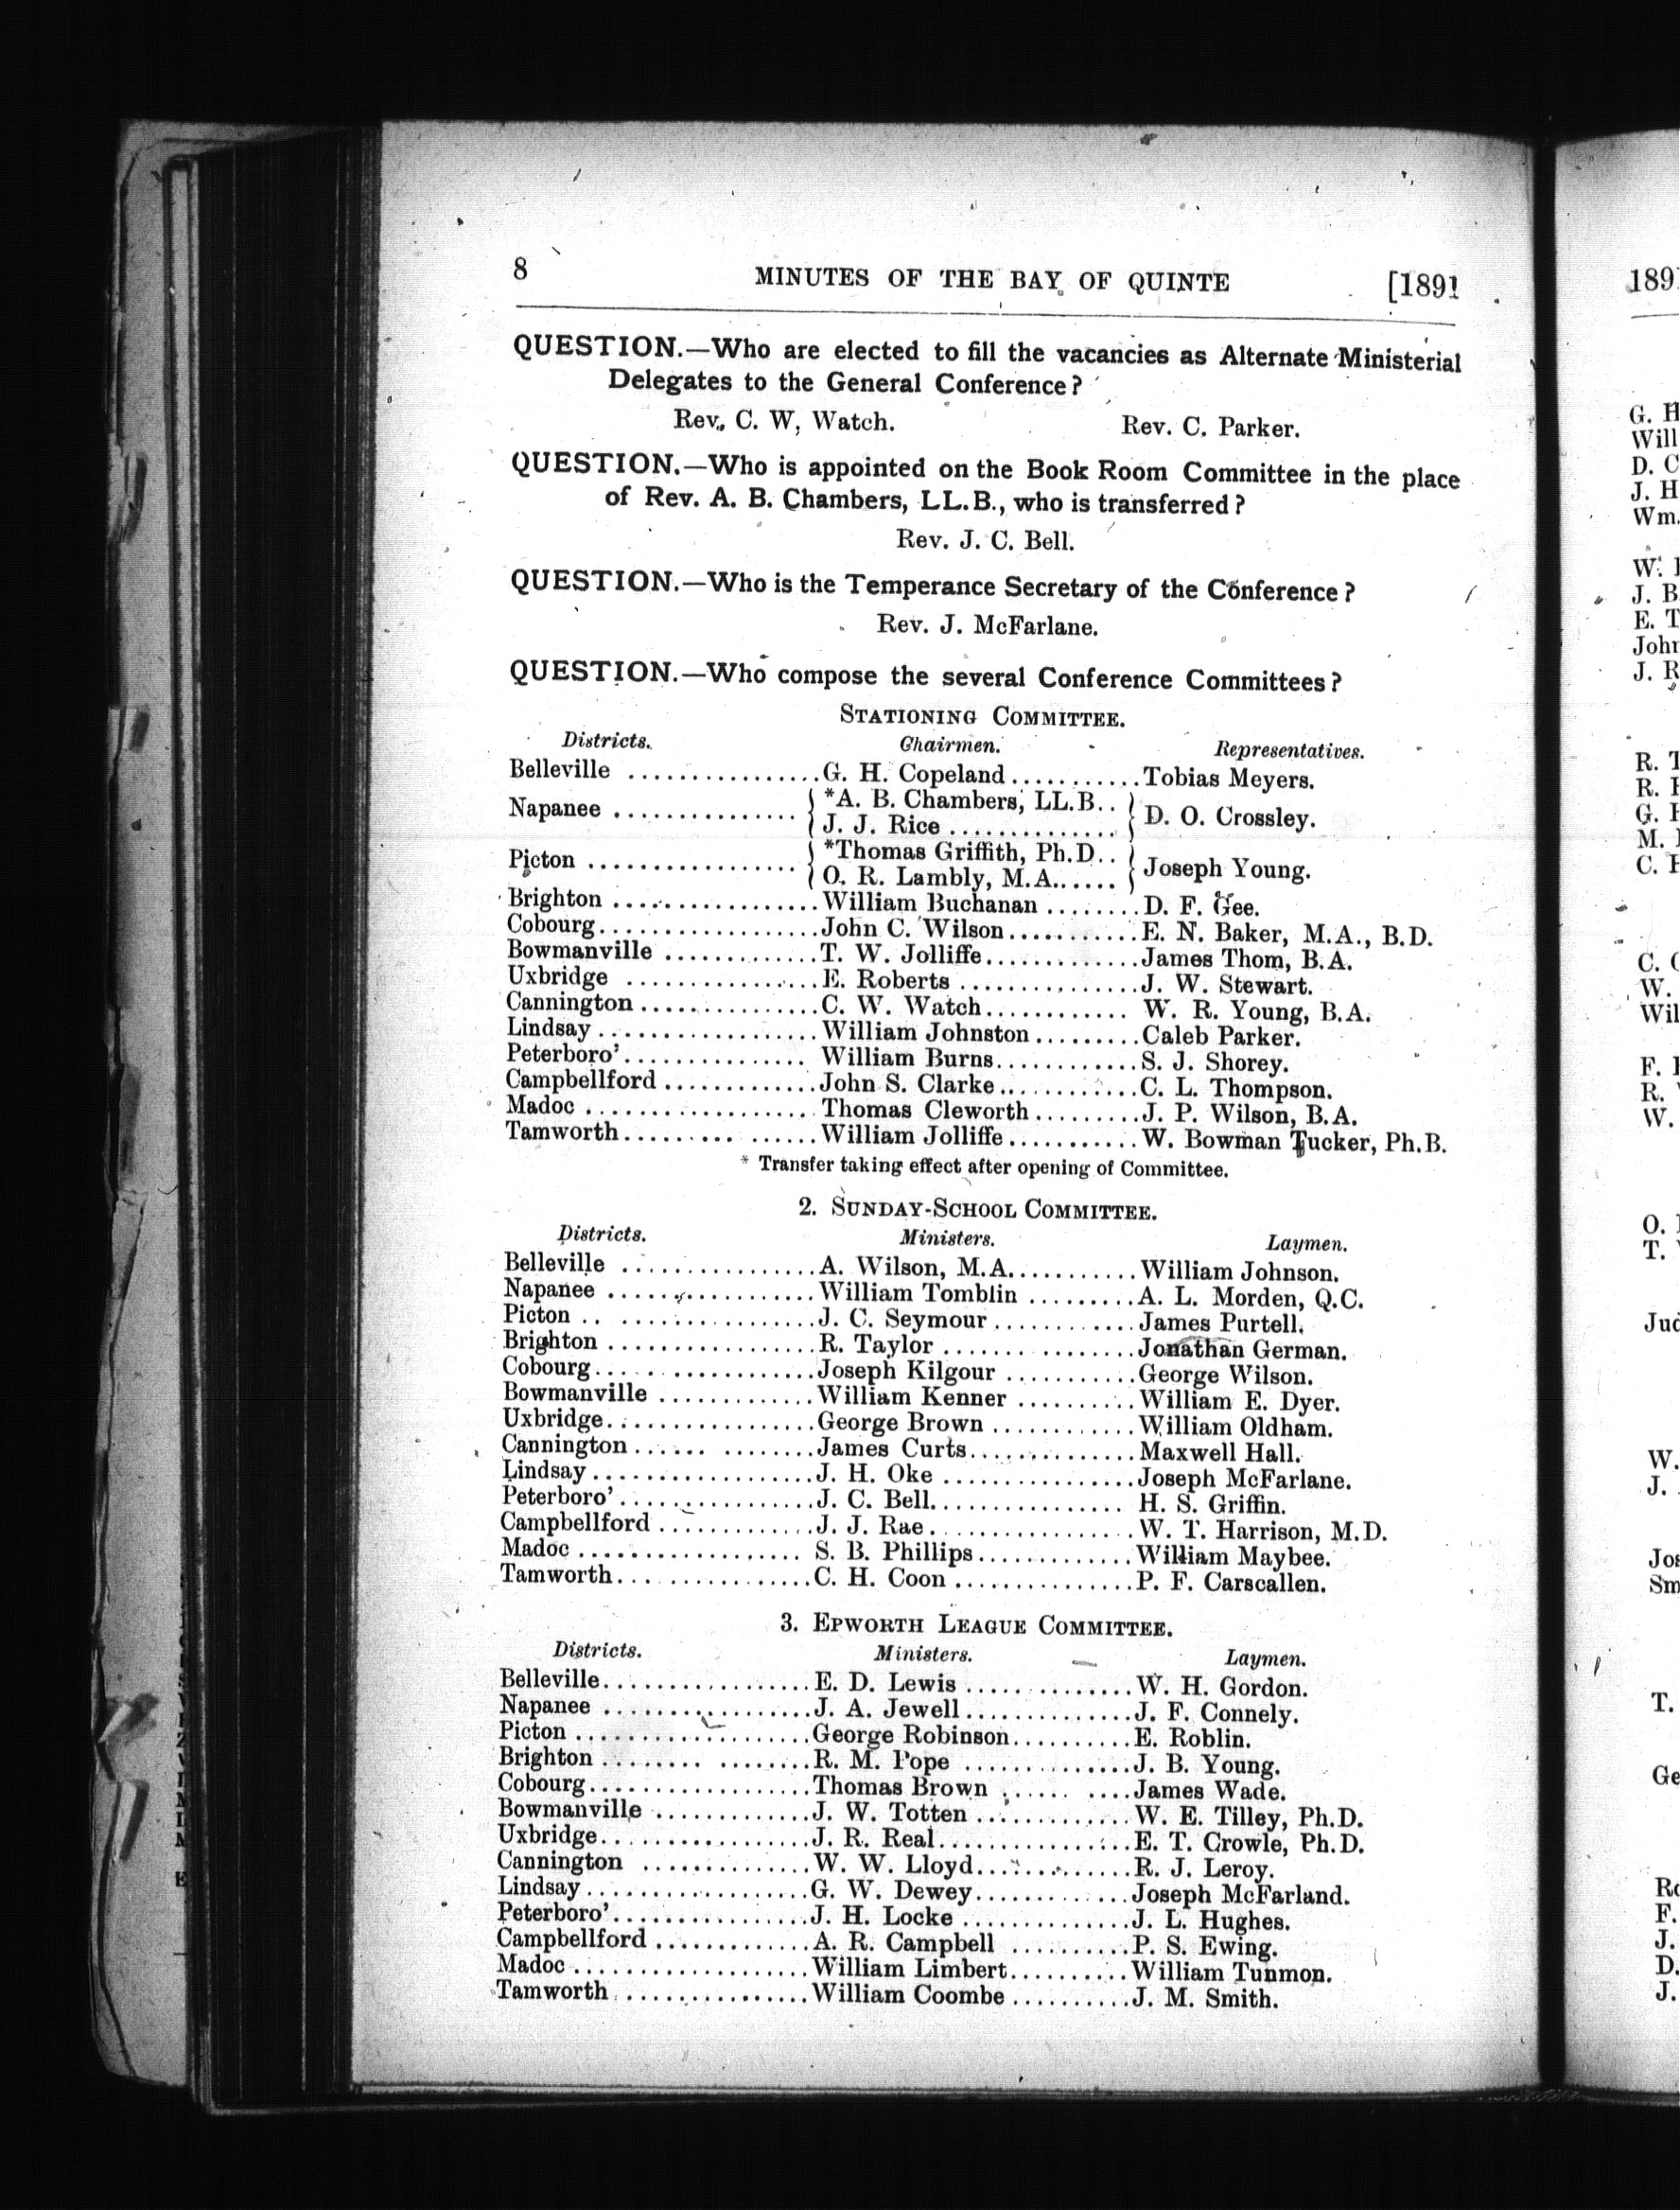 8 MINUTES OF THE BAY OF QUINTE [1891
QUESTION.—Who are elected to fill the vacancies as Alternate Ministerial
Delegates to the General Conference?
Rev. C. W. Watch. Rev. C. Parker.
QUESTION.—Who is appointed on the Book Room Committee in the place
of Rev. A. B. Chambers, LL.B., who is transferred?
Rev. J. C. Bell.
QUESTION.—Who is the Temperance Secretary of the Conference?
Rev. J. McFarlane.
QUESTION.—Who compose the several Conference Committees?
STATIONING COMMITTEE.
Districts. Chairmen. Representatives.
Belleville ................G. H. Copeland...........Tobias Meyers.
Napanee ............... { *A. B. Chambers, LL.B.. } D. O. Crossley.
{ J. J. Rice .............. }
Picton ................. { *Thomas Griffith, Ph.D.. } Joseph Young.
{ O. R. Lambly, M.A...... }
Brighton .................William Buchanan ........D. F. Gee.
Cobourg..................John C. Wilson...........E. N. Baker, M.A., B.D.
Bowmanville .............T. W. Jolliffe.............James Thom, B.A.
Uxbridge ................E. Roberts ...............J. W. Stewart.
Cannington ...............C. W. Watch............ W. R. Young, B.A.
Lindsay .................. William Johnston .........Caleb Parker.
Peterboro'............... William Burns............S. J. Shorey.
Campbellford .............John S. Clarke............C. L. Thompson.
Madoc ................... Thomas Cleworth .........J. P. Wilson, B.A.
Tamworth......... ......William Jolliffe...........W. Bowman Tucker, Ph.B.
* Transfer taking effect after opening of Committee.
2. SUNDAY-SCHOOL COMMITTEE.
Districts. Ministers. Laymen.
Belleville ................A. Wilson, M.A..........William Johnson.
Napanee .................William Tomblin .........A. L. Morden, Q.C.
Picton .. ...............J. C. Seymour............James Purtell.
Brighton .................R. Taylor ................Jonathan German.
Cobourg.... .............Joseph Kilgour ...........George Wilson.
Bowmanville .............William Kenner ..........William E. Dyer.
Uxbridge.................George Brown ............William Oldham.
Cannington ...... ........James Curts..............Maxwell Hall.
Lindsay ..................J. H. Oke ................Joseph McFarlane.
Peterboro'................J. C. Bell................ H. S. Griffin.
Campbellford .............J. J. Rae.................W. T. Harrison, M.D.
Madoc ................... S. B. Phillips.............William Maybee.
Tamworth................C. H. Coon ...............P. F. Carscallen.
3. EPWORTH LEAGUE COMMITTEE.
Districts. Ministers. Laymen.
Belleville.................E. D. Lewis ..............W. H. Gordon.
Napanee .................J. A. Jewell..............J. F. Connely.
Picton ...................George Robinson..........E. Roblin.
Brighton ........ ........R. M. Pope ..............J. B. Young.
Cobourg..................Thomas Brown ...... ....James Wade.
Bowmanville .............J. W. Totten .............W. E. Tilley, Ph.D.
Uxbridge.................J. R. Real................E. T. Crowle, Ph.D.
Cannington ..............W. W. Lloyd.............R. J. Leroy.
Lindsay ..................G. W. Dewey.............Joseph McFarland.
Peterboro'................J. H. Locke ..............J. L. Hughes.
Campbellford .............A. R. Campbell ..........P. S. Ewing.
Madoc ...................William Limbert..........William Tunmon.
Tamworth ...............William Coombe ..........J. M. Smith.
189
G. H
Will
D. C
J. H
Wm.
W.
J. B
E. T
John
J. R
R.
R.
G.
M.
C.
C.
W.
Wil
F.
R.
W.
O.
T.
Jud
W.
J.
Jos
Sm
T.
Ge
Ro
F.
J.
D.
J.